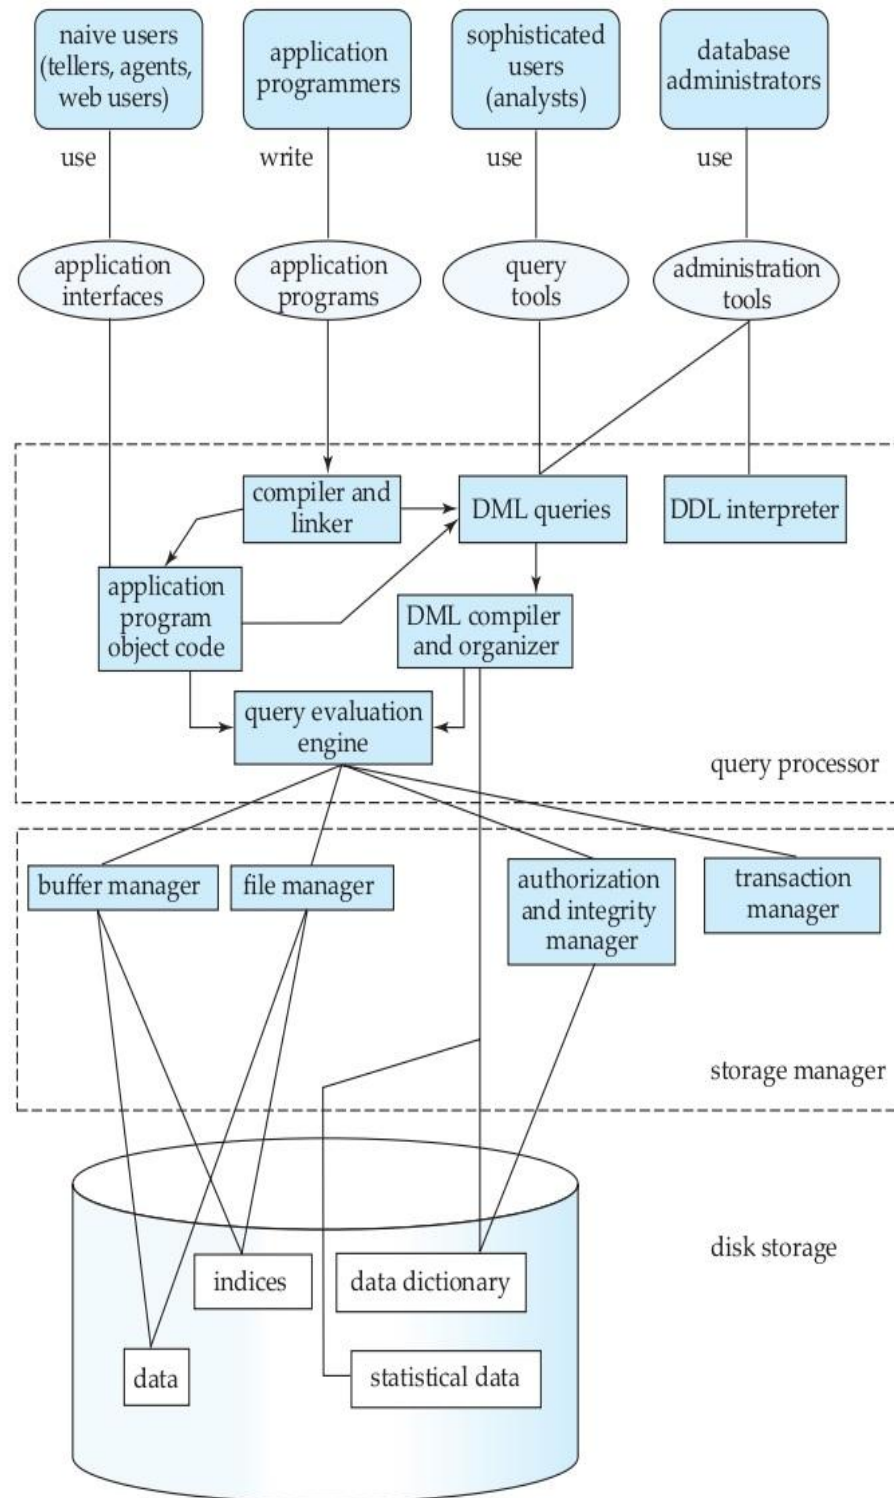 naive users
(tellers, agents,
web users)
application
programmers
sophisticated
users
(analysts)
database
administrators
use
write
use
use
application
interfaces
application
programs
query
tools
administration
tools
compiler and
linker
DML queries
DDL interpreter
application
program
object code
DML compiler
and organizer
query evaluation
engine
query processor
buffer manager
file manager
authorization
and integrity
manager
transaction
manager
storage manager
disk storage
indices
data dictionary
data
statistical data